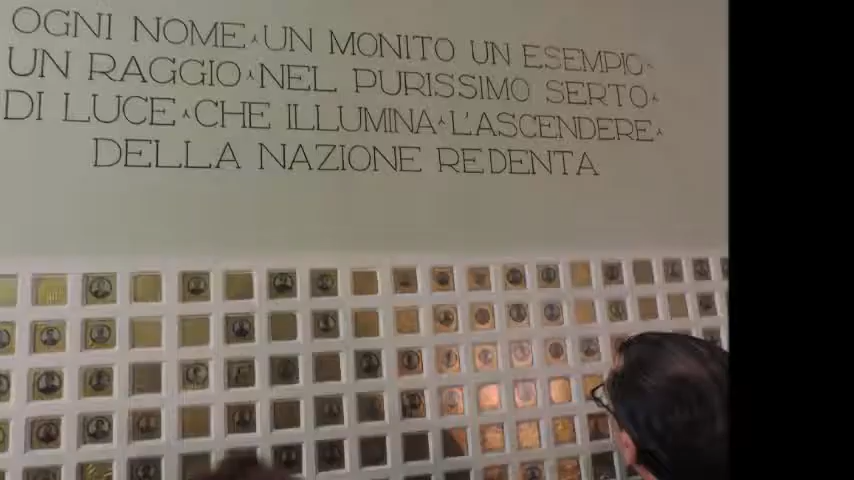 OGNI NOME ‸ UN MONITO UN ESEMPIO ‸
UN RAGGIO ‸ NEL PURISSIMO SERTO ‸
DI LUCE ‸ CHE ILLUMINA ‸ L'ASCENDERE ‸
DELLA NAZIONE REDENTA